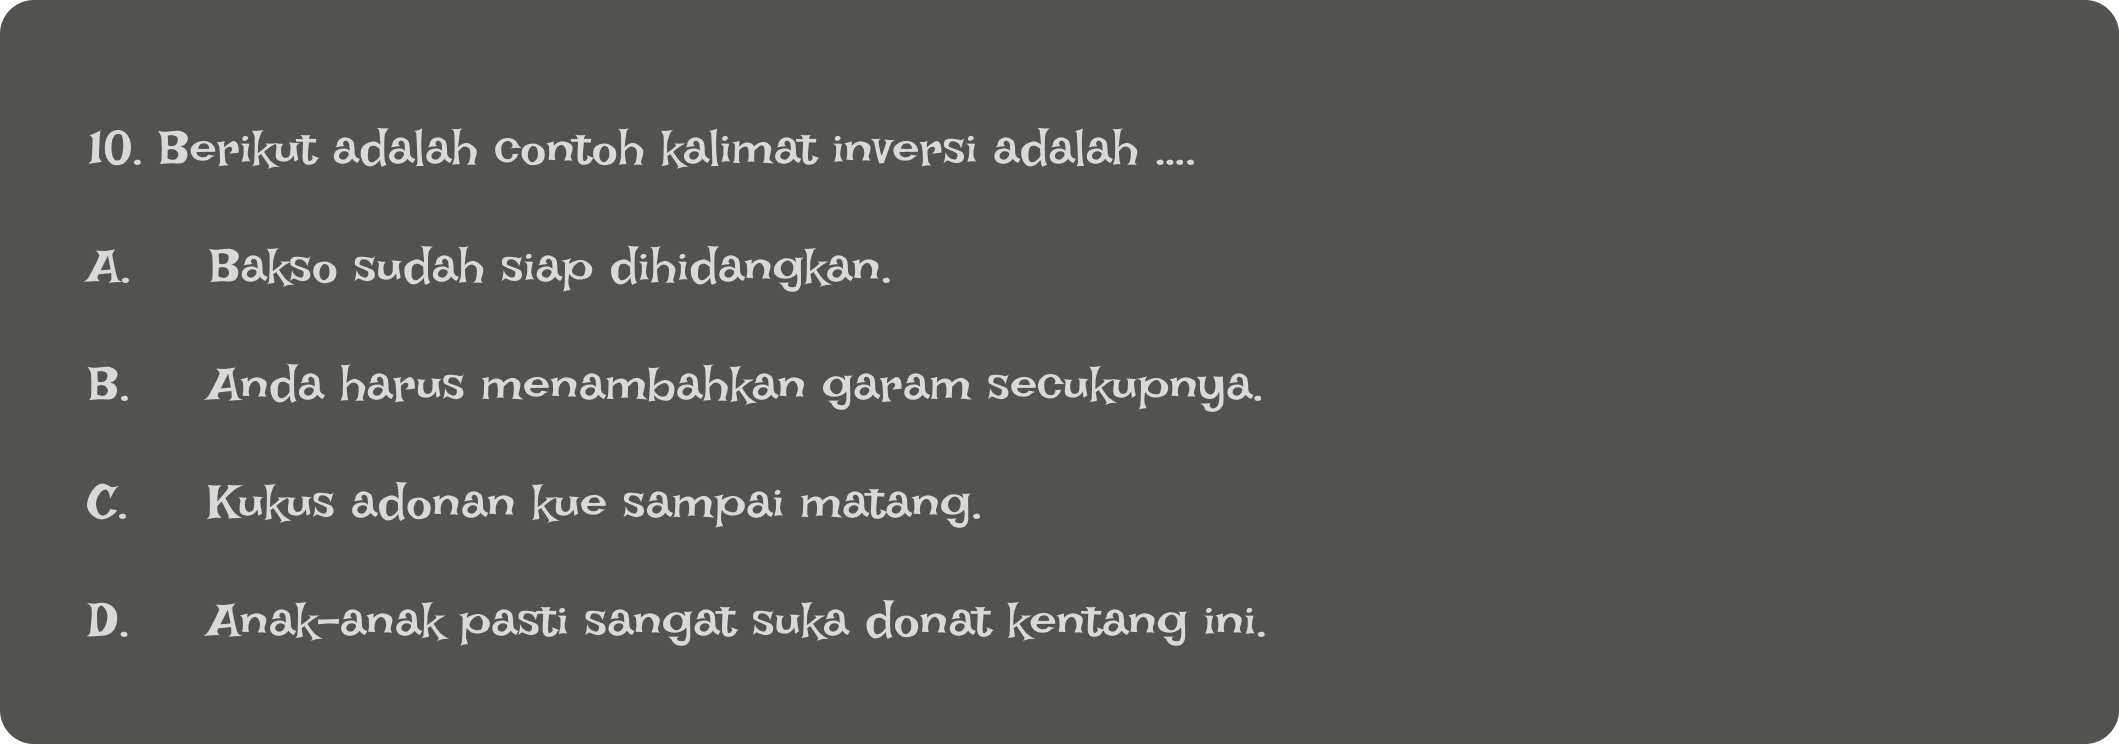 10. Berikut adalah contoh kalimat inversi adalah ....
A. Bakso sudah siap dihidangkan.
B. Anda harus menambahkan garam secukupnya.
C. Kukus adonan kue sampai matang.
D. Anak-anak pasti sangat suka donat kentang ini.